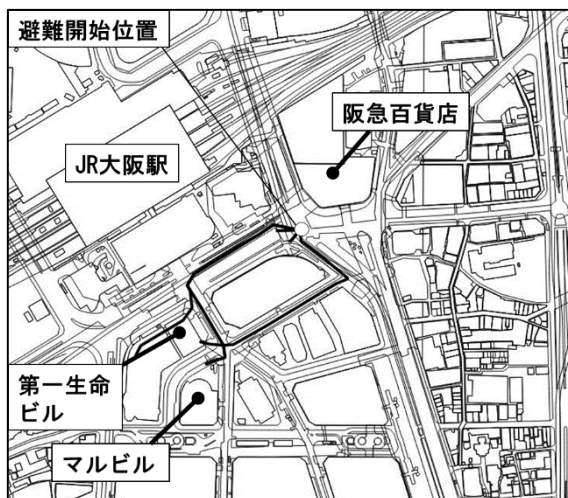 避難開始位置
阪急百貨店
JR大阪駅
第一生命
ビル
マルビル